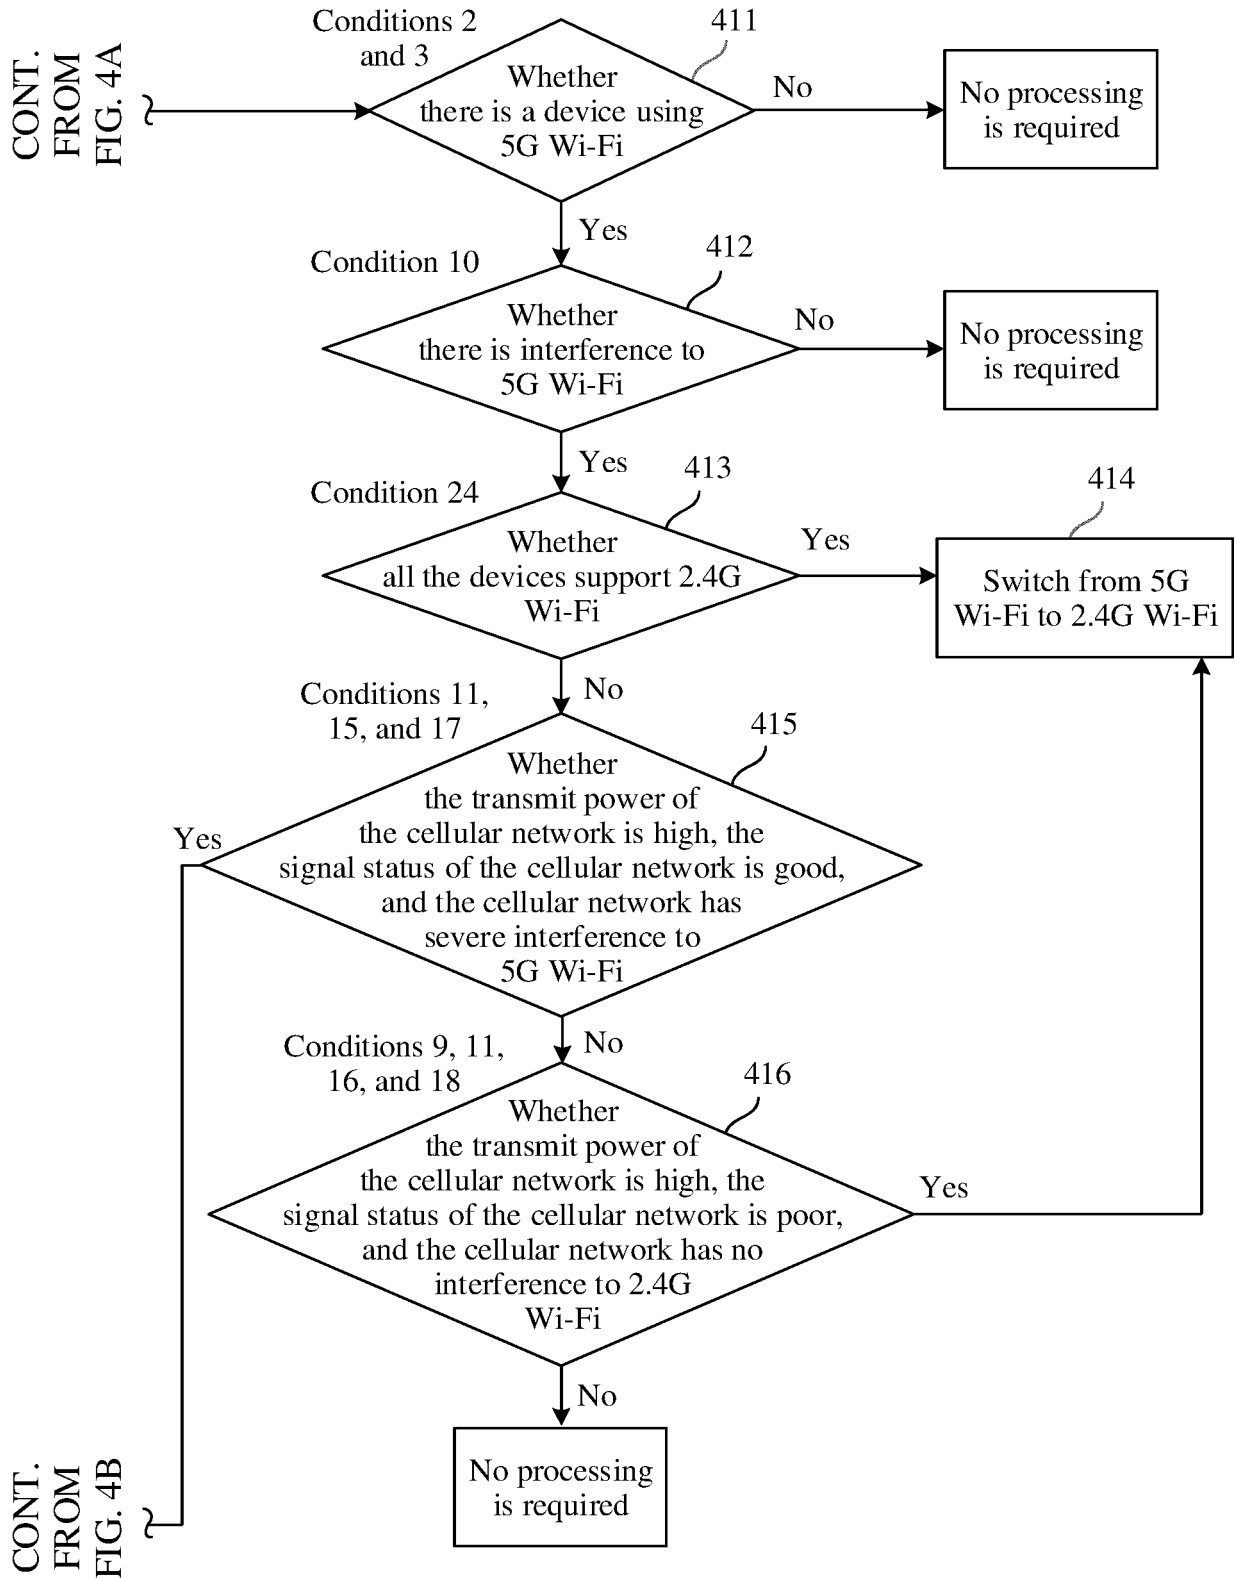 CONT.
FROM
FIG. 4A
Conditions 2
and 3
411
Whether
there is a device using
5G Wi-Fi
No
No processing
is required
Yes
Condition 10
412
Whether
there is interference to
5G Wi-Fi
No
No processing
is required
Yes
Condition 24
413
Whether
all the devices support 2.4G
Wi-Fi
Yes
414
Switch from 5G
Wi-Fi to 2.4G Wi-Fi
No
Conditions 11,
15, and 17
415
Whether
the transmit power of
the cellular network is high, the
signal status of the cellular network is good,
and the cellular network has
severe interference to
5G Wi-Fi
Yes
No
Conditions 9, 11,
16, and 18
416
Whether
the transmit power of
the cellular network is high, the
signal status of the cellular network is poor,
and the cellular network has no
interference to 2.4G
Wi-Fi
Yes
No
No processing
is required
CONT.
FROM
FIG. 4B